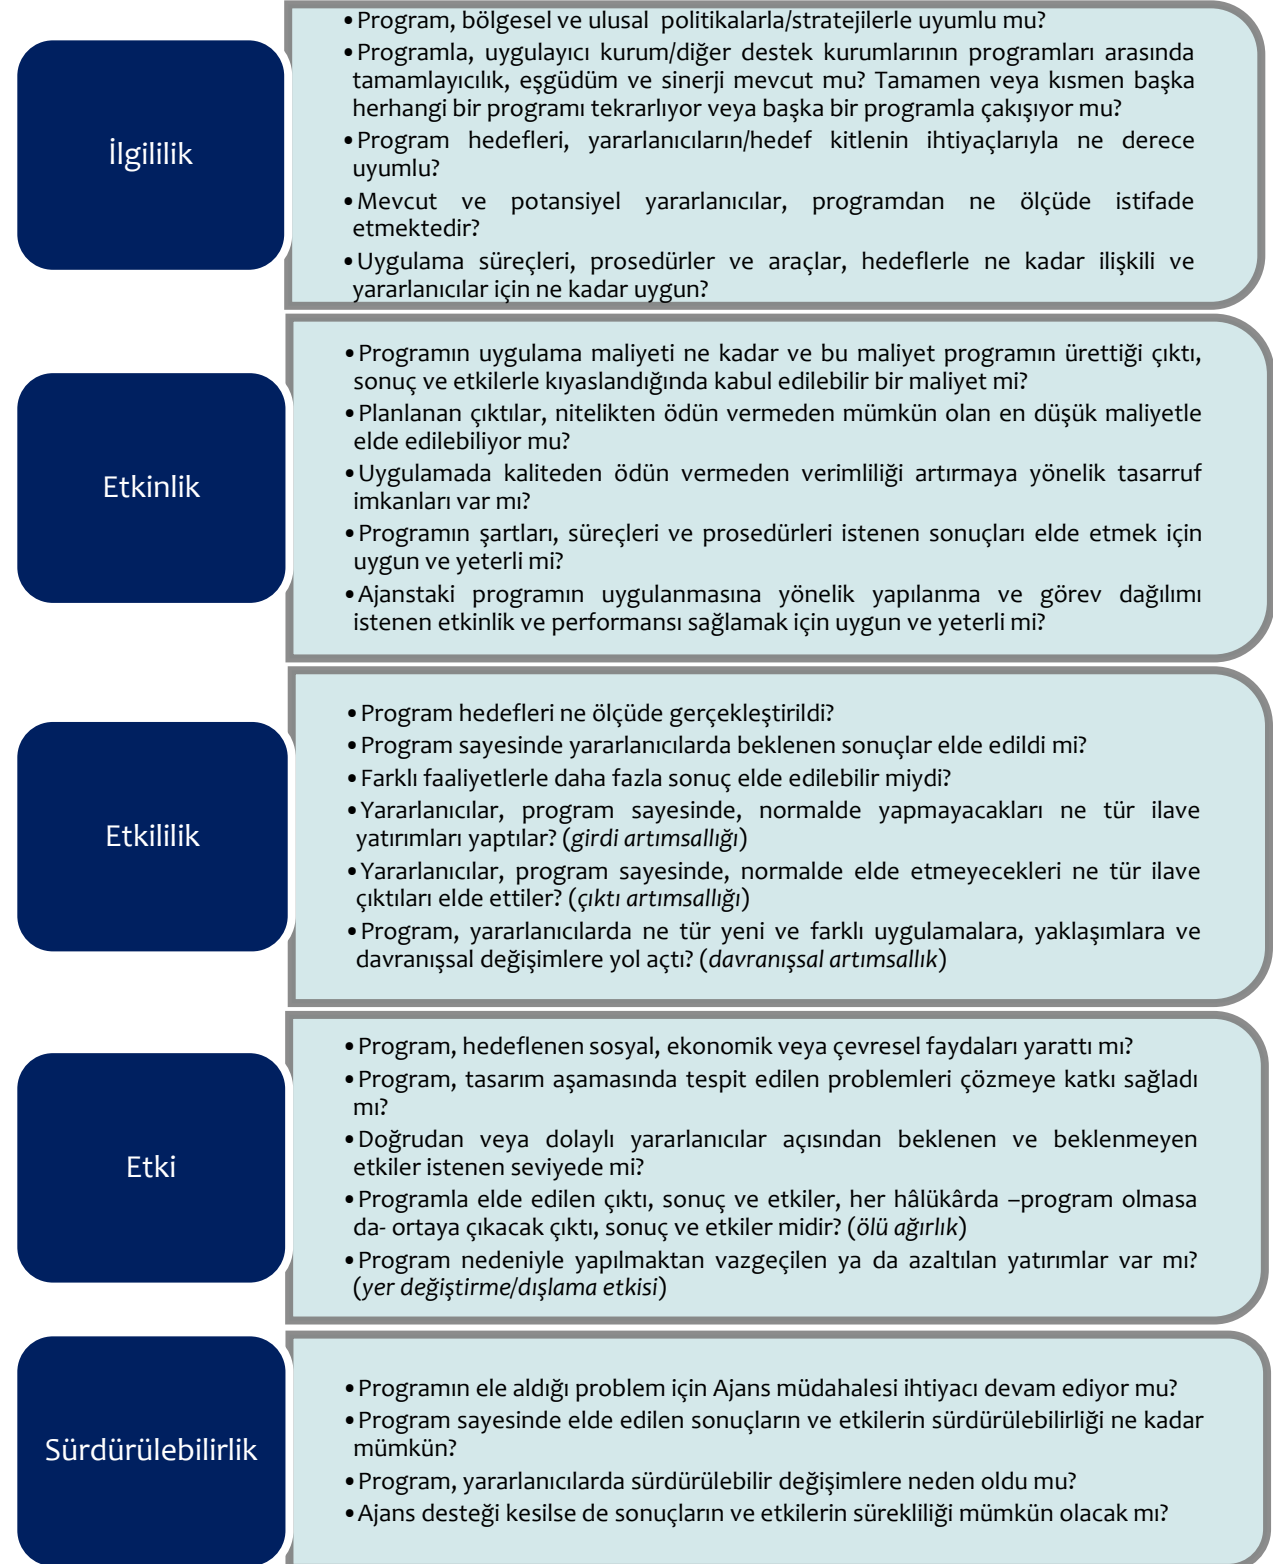 İlgililik
•Program, bölgesel ve ulusal politikalarla/stratejilerle uyumlu mu?
•Programla, uygulayıcı kurum/diğer destek kurumlarının programları arasında
tamamlayıcılık, eşgüdüm ve sinerji mevcut mu? Tamamen veya kısmen başka
herhangi bir programı tekrarlıyor veya başka bir programla çakışıyor mu?
•Program hedefleri, yararlanıcıların/hedef kitlenin ihtiyaçlarıyla ne derece
uyumlu?
•Mevcut ve potansiyel yararlanıcılar, programdan ne ölçüde istifade
etmektedir?
•Uygulama süreçleri, prosedürler ve araçlar, hedeflerle ne kadar ilişkili ve
yararlanıcılar için ne kadar uygun?
Etkinlik
•Programın uygulama maliyeti ne kadar ve bu maliyet programın ürettiği çıktı,
sonuç ve etkilerle kıyaslandığında kabul edilebilir bir maliyet mi?
•Planlanan çıktılar, nitelikten ödün vermeden mümkün olan en düşük maliyetle
elde edilebiliyor mu?
•Uygulamada kaliteden ödün vermeden verimliliği artırmaya yönelik tasarruf
imkanları var mı?
•Programın şartları, süreçleri ve prosedürleri istenen sonuçları elde etmek için
uygun ve yeterli mi?
•Ajanstaki programın uygulanmasına yönelik yapılanma ve görev dağılımı
istenen etkinlik ve performansı sağlamak için uygun ve yeterli mi?
Etkililik
•Program hedefleri ne ölçüde gerçekleştirildi?
•Program sayesinde yararlanıcılarda beklenen sonuçlar elde edildi mi?
•Farklı faaliyetlerle daha fazla sonuç elde edilebilir miydi?
•Yararlanıcılar, program sayesinde, normalde yapmayacakları ne tür ilave
yatırımları yaptılar? (girdi artımsallığı)
•Yararlanıcılar, program sayesinde, normalde elde etmeyecekleri ne tür ilave
çıktıları elde ettiler? (çıktı artımsallığı)
•Program, yararlanıcılarda ne tür yeni ve farklı uygulamalara, yaklaşımlara ve
davranışsal değişimlere yol açtı? (davranışsal artımsallık)
Etki
•Program, hedeflenen sosyal, ekonomik veya çevresel faydaları yarattı mı?
•Program, tasarım aşamasında tespit edilen problemleri çözmeye katkı sağladı
mı?
•Doğrudan veya dolaylı yararlanıcılar açısından beklenen ve beklenmeyen
etkiler istenen seviyede mi?
•Programla elde edilen çıktı, sonuç ve etkiler, her hâlükârda –program olmasa
da- ortaya çıkacak çıktı, sonuç ve etkiler midir? (ölü ağırlık)
•Program nedeniyle yapılmaktan vazgeçilen ya da azaltılan yatırımlar var mı?
(yer değiştirme/dışlama etkisi)
Sürdürülebilirlik
•Programın ele aldığı problem için Ajans müdahalesi ihtiyacı devam ediyor mu?
•Program sayesinde elde edilen sonuçların ve etkilerin sürdürülebilirliği ne kadar
mümkün?
•Program, yararlanıcılarda sürdürülebilir değişimlere neden oldu mu?
•Ajans desteği kesilse de sonuçların ve etkilerin sürekliliği mümkün olacak mı?